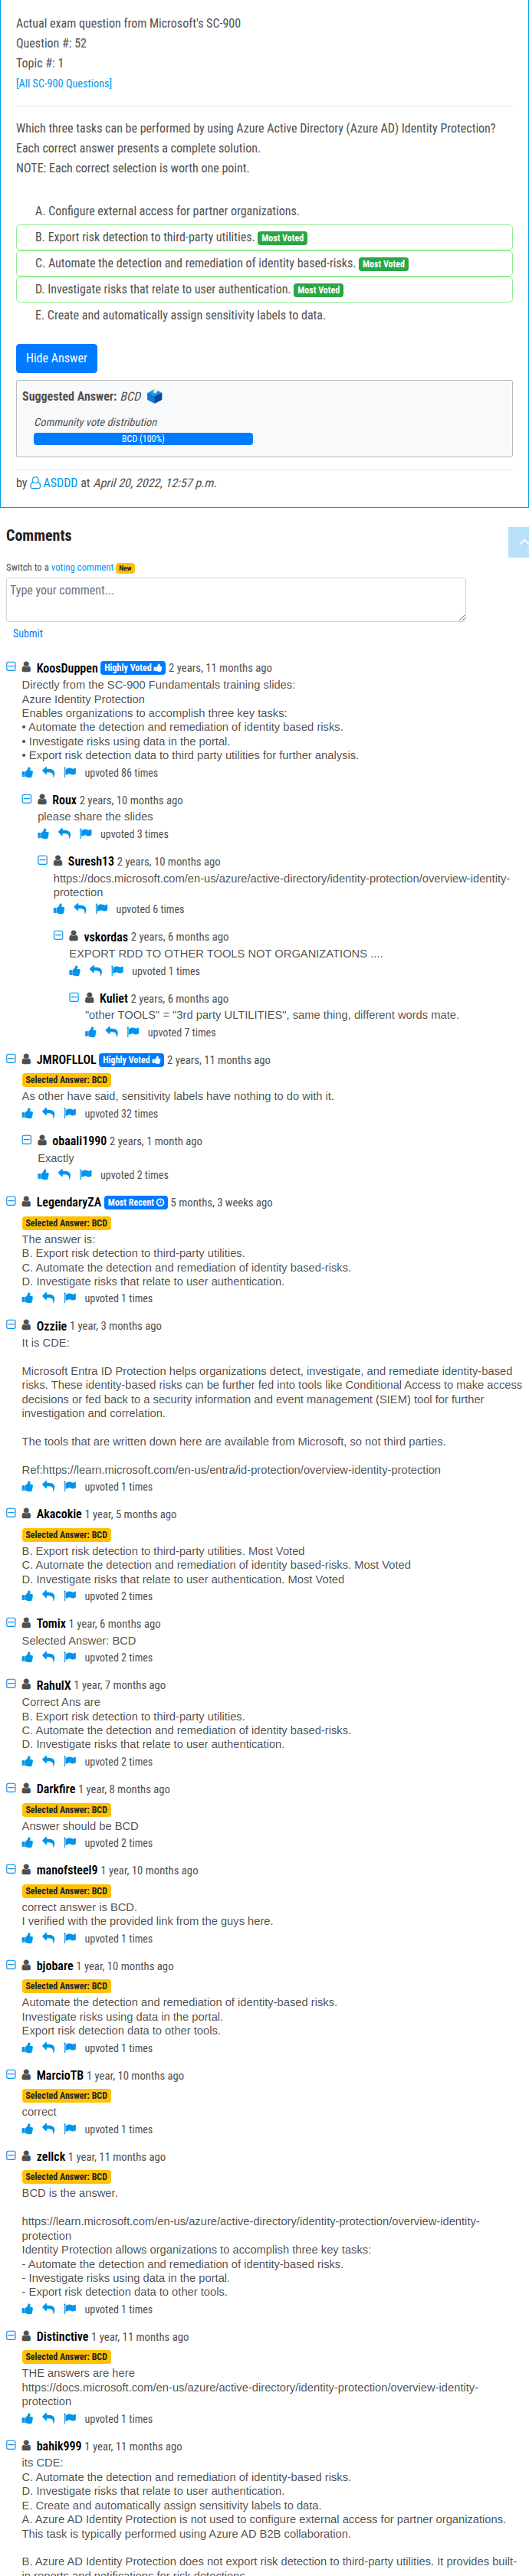 Actual exam question from Microsoft's SC-900
Question #: 52
Topic #: 1
[All SC-900 Questions]
Which three tasks can be performed by using Azure Active Directory (Azure AD) Identity Protection?
Each correct answer presents a complete solution.
NOTE: Each correct selection is worth one point.
A. Configure external access for partner organizations.
B. Export risk detection to third-party utilities. Most Voted
C. Automate the detection and remediation of identity based-risks. Most Voted
D. Investigate risks that relate to user authentication. Most Voted
E. Create and automatically assign sensitivity labels to data.
Hide Answer
Suggested Answer: BCD
Community vote distribution
BCD (100%)
by ASDDD at April 20, 2022, 12:57 p.m.
Comments
Switch to a voting comment New
Type your comment...
Submit
KoosDuppen Highly Voted 2 years, 11 months ago
Directly from the SC-900 Fundamentals training slides:
Azure Identity Protection
Enables organizations to accomplish three key tasks:
• Automate the detection and remediation of identity based risks.
• Investigate risks using data in the portal.
• Export risk detection data to third party utilities for further analysis.
upvoted 86 times
Roux 2 years, 10 months ago
please share the slides
upvoted 3 times
Suresh13 2 years, 10 months ago
https://docs.microsoft.com/en-us/azure/active-directory/identity-protection/overview-identity-
protection
upvoted 6 times
vskordas 2 years, 6 months ago
EXPORT RDD TO OTHER TOOLS NOT ORGANIZATIONS ....
upvoted 1 times
Kuliet 2 years, 6 months ago
"other TOOLS" = "3rd party ULTILITIES", same thing, different words mate.
upvoted 7 times
JMROFLLOL Highly Voted 2 years, 11 months ago
Selected Answer: BCD
As other have said, sensitivity labels have nothing to do with it.
upvoted 32 times
obaali1990 2 years, 1 month ago
Exactly
upvoted 2 times
LegendaryZA Most Recent 5 months, 3 weeks ago
Selected Answer: BCD
The answer is:
B. Export risk detection to third-party utilities.
C. Automate the detection and remediation of identity based-risks.
D. Investigate risks that relate to user authentication.
upvoted 1 times
Ozziie 1 year, 3 months ago
It is CDE:
Microsoft Entra ID Protection helps organizations detect, investigate, and remediate identity-based
risks. These identity-based risks can be further fed into tools like Conditional Access to make access
decisions or fed back to a security information and event management (SIEM) tool for further
investigation and correlation.
The tools that are written down here are available from Microsoft, so not third parties.
Ref:https://learn.microsoft.com/en-us/entra/id-protection/overview-identity-protection
upvoted 1 times
Akacokie 1 year, 5 months ago
Selected Answer: BCD
B. Export risk detection to third-party utilities. Most Voted
C. Automate the detection and remediation of identity based-risks. Most Voted
D. Investigate risks that relate to user authentication. Most Voted
upvoted 2 times
Tomix 1 year, 6 months ago
Selected Answer: BCD
upvoted 2 times
RahulX 1 year, 7 months ago
Correct Ans are
B. Export risk detection to third-party utilities.
C. Automate the detection and remediation of identity based-risks.
D. Investigate risks that relate to user authentication.
upvoted 2 times
Darkfire 1 year, 8 months ago
Selected Answer: BCD
Answer should be BCD
upvoted 2 times
manofsteel9 1 year, 10 months ago
Selected Answer: BCD
correct answer is BCD.
I verified with the provided link from the guys here.
upvoted 1 times
bjobare 1 year, 10 months ago
Selected Answer: BCD
Automate the detection and remediation of identity-based risks.
Investigate risks using data in the portal.
Export risk detection data to other tools.
upvoted 1 times
MarcioTB 1 year, 10 months ago
Selected Answer: BCD
correct
upvoted 1 times
zellck 1 year, 11 months ago
Selected Answer: BCD
BCD is the answer.
https://learn.microsoft.com/en-us/azure/active-directory/identity-protection/overview-identity-
protection
Identity Protection allows organizations to accomplish three key tasks:
- Automate the detection and remediation of identity-based risks.
- Investigate risks using data in the portal.
- Export risk detection data to other tools.
upvoted 1 times
Distinctive 1 year, 11 months ago
Selected Answer: BCD
THE answers are here
https://docs.microsoft.com/en-us/azure/active-directory/identity-protection/overview-identity-
protection
upvoted 1 times
bahik999 1 year, 11 months ago
its CDE:
C. Automate the detection and remediation of identity-based risks.
D. Investigate risks that relate to user authentication.
E. Create and automatically assign sensitivity labels to data.
A. Azure AD Identity Protection is not used to configure external access for partner organizations.
This task is typically performed using Azure AD B2B collaboration.
B. Azure AD Identity Protection does not export risk detection to third-party utilities. It provides built-
in reports and notifications for risk detections.